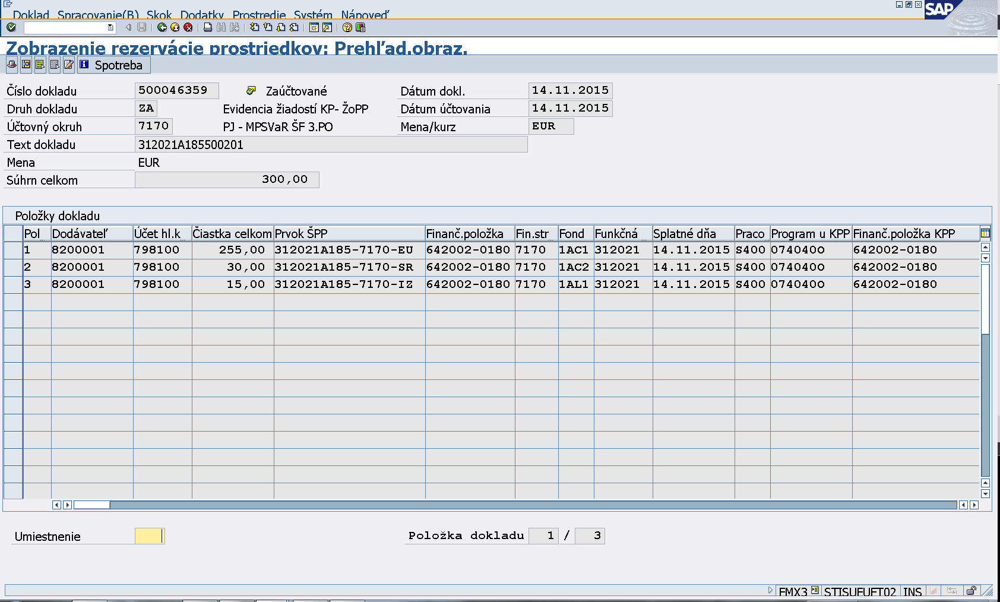 Doklad Spracovanie(B) Skok Dodatky Prostredie Systém Nápoveď
SAP
Zobrazenie rezervácie prostriedkov: Prehľad.obraz.
Spotreba
Číslo dokladu 500046359 Zaúčtované Dátum dokl. 14.11.2015
Druh dokladu ZA Evidencia žiadostí KP- ŽoPP Dátum účtovania 14.11.2015
Účtovný okruh 7170 PJ - MPSVaR ŠF 3.PO Mena/kurz EUR
Text dokladu 312021A185500201
Mena EUR
Súhrn celkom 300,00
Položky dokladu
Pol... Dodávateľ Účet hl.k... Čiastka celkom Prvok ŠPP Finanč.položka Fin.str... Fond Funkčná ... Splatné dňa Praco... Program u KPP Finanč.položka KPP
1 8200001 798100 255,00 312021A185-7170-EU 642002-0180 7170 1AC1 312021 14.11.2015 S400 074040O 642002-0180
2 8200001 798100 30,00 312021A185-7170-SR 642002-0180 7170 1AC2 312021 14.11.2015 S400 074040O 642002-0180
3 8200001 798100 15,00 312021A185-7170-IZ 642002-0180 7170 1AL1 312021 14.11.2015 S400 074040O 642002-0180
Umiestnenie Položka dokladu 1 / 3
FMX3 STISUFUFT02 INS